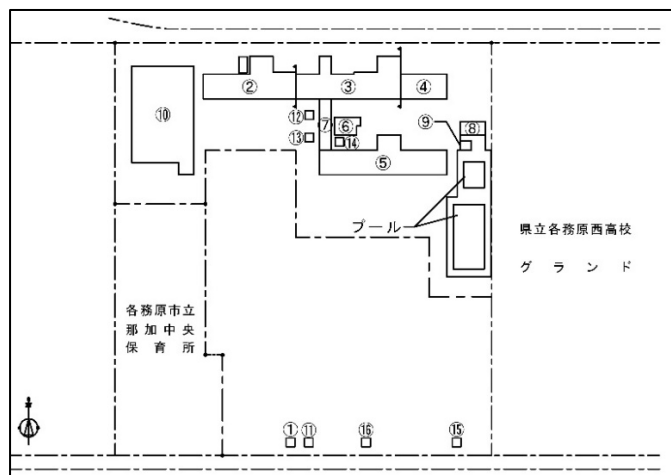 ② ③ ④
⑩
⑫ ⑦ ⑥ ⑨ ⑧
⑬ ⑭
⑤
プール
県立各務原西高校
グランド
各務原市立
那加中央
保育所
① ⑪ ⑯ ⑮